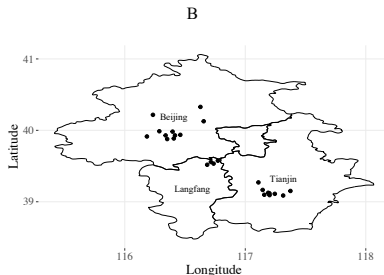 B
41
Beijing
40
Latitude
Langfang
Tianjin
39
116
117
118
Longitude